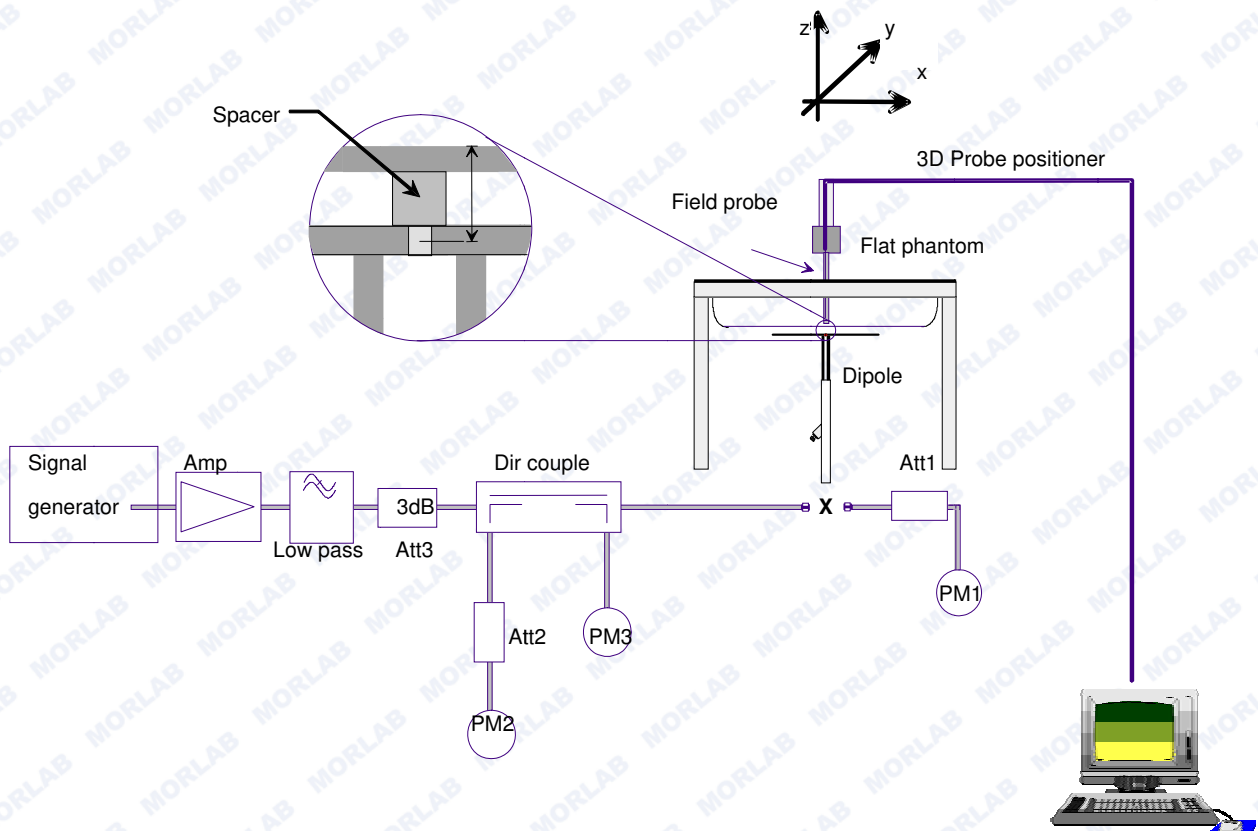 z
y
x
Spacer
3D Probe positioner
Field probe
Flat phantom
Dipole
Signal
generator
Amp
Low pass
3dB
Att3
Dir couple
Att1
X
PM1
Att2
PM3
PM2
MORLAB